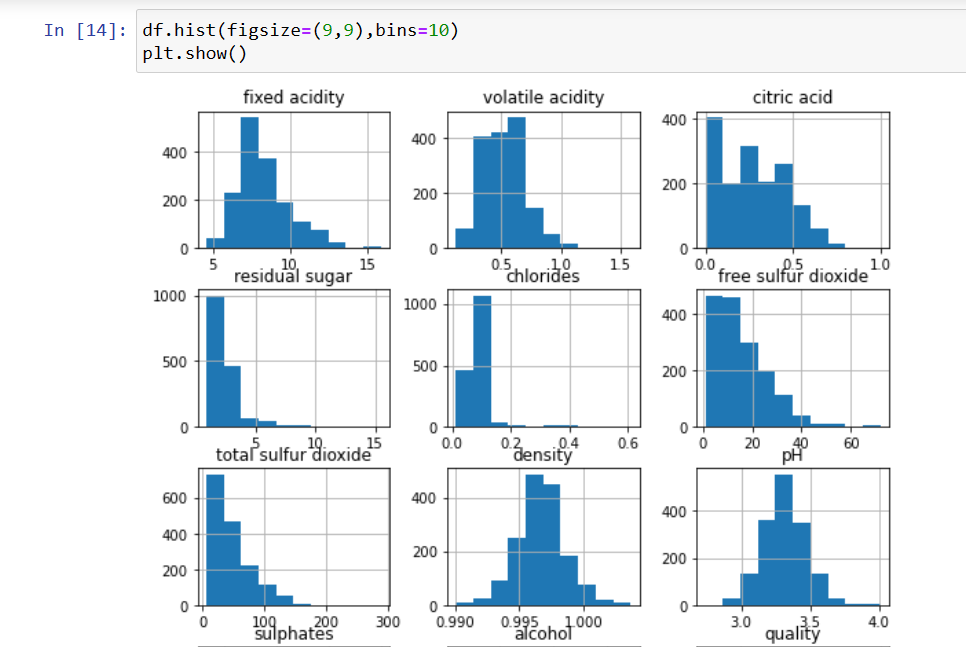 In [14]: df.hist(figsize=(9,9),bins=10)
plt.show()
fixed acidity volatile acidity citric acid
400 400 400
200 200 200
0 0 0
5 10 15 0.5 1.0 1.5 0.0 0.5 1.0
residual sugar chlorides free sulfur dioxide
1000 1000 400
500 500 200
0 0 0
5 10 15 0.0 0.2 0.4 0.6 0 20 40 60
total sulfur dioxide density pH
600 400 400
400 200 200
200 0 0
0
0 100 200 300 0.990 0.995 1.000 3.0 3.5 4.0
sulphates alcohol quality